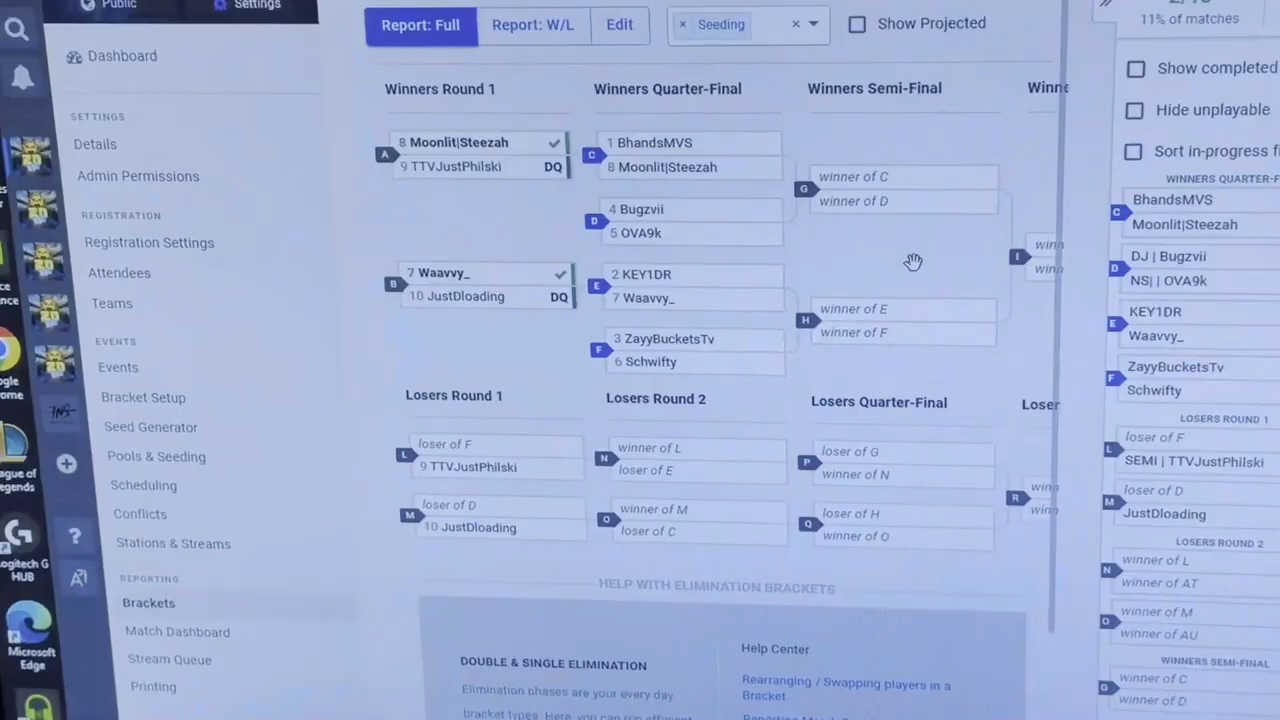 Public
Settings
Dashboard
SETTINGS
Details
Admin Permissions
REGISTRATION
Registration Settings
Attendees
Teams
EVENTS
Events
Bracket Setup
Seed Generator
Pools & Seeding
Scheduling
Conflicts
Stations & Streams
REPORTING
Brackets
Match Dashboard
Stream Queue
Printing
Logitech G
HUB
Microsoft
Edge
Report: Full
Report: W/L
Edit
× Seeding
×
Show Projected
Winners Round 1
Winners Quarter-Final
Winners Semi-Final
A
8 Moonlit|Steezah
9 TTVJustPhilski DQ
B
7 Waavvy_
10 JustDloading DQ
C
1 BhandsMVS
8 Moonlit|Steezah
D
4 Bugzvii
5 OVA9k
E
2 KEY1DR
7 Waavvy_
F
3 ZayyBucketsTv
6 Schwifty
G
winner of C
winner of D
H
winner of E
winner of F
I
Losers Round 1
Losers Round 2
Losers Quarter-Final
Loser
L
loser of F
9 TTVJustPhilski
M
loser of D
10 JustDloading
N
winner of L
loser of E
O
winner of M
loser of C
P
loser of G
winner of N
Q
loser of H
winner of O
R
HELP WITH ELIMINATION BRACKETS
DOUBLE & SINGLE ELIMINATION
Elimination phases are your every day
Help Center
Rearranging / Swapping players in a
Bracket
11% of matches
Show completed
Hide unplayable
Sort in-progress fi
WINNERS QUARTER-F
C
BhandsMVS
Moonlit|Steezah
D
DJ | Bugzvii
NS| | OVA9k
E
KEY1DR
Waavvy_
F
ZayyBucketsTv
Schwifty
LOSERS ROUND 1
L
loser of F
SEMI | TTVJustPhilski
M
loser of D
JustDloading
LOSERS ROUND 2
N
winner of L
winner of AT
O
winner of M
winner of AU
WINNERS SEMI-FINAL
G
winner of C
winner of D